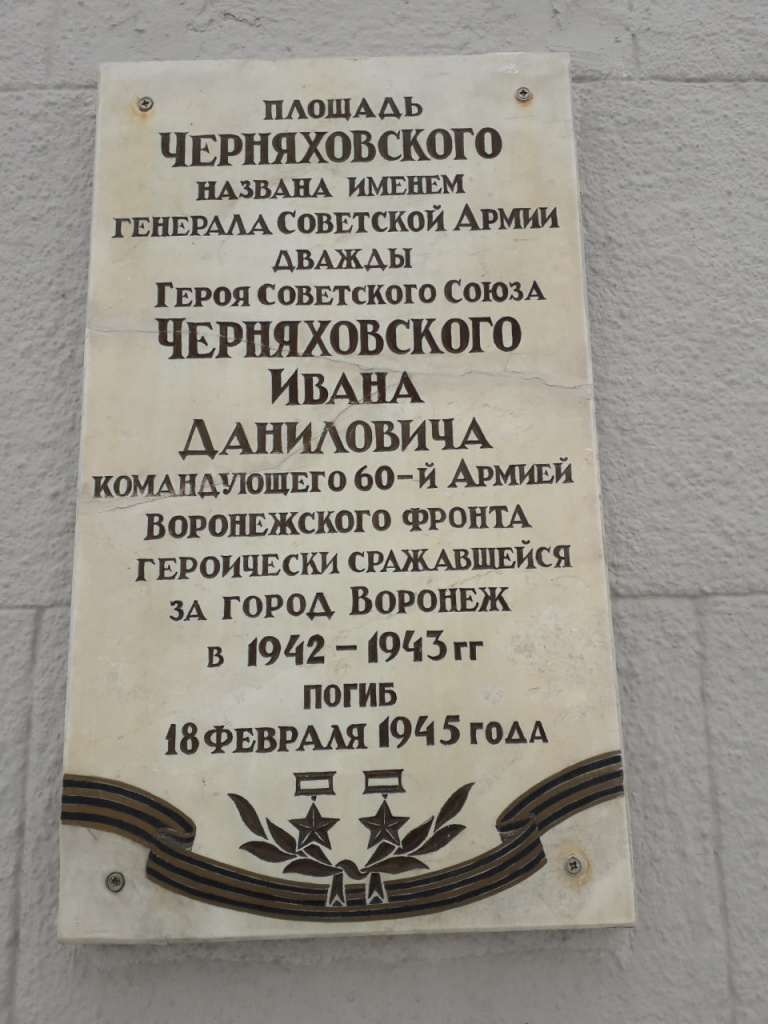 ПЛОЩАДЬ
ЧЕРНЯХОВСКОГО
НАЗВАНА ИМЕНЕМ
ГЕНЕРАЛА СОВЕТСКОЙ АРМИИ
ДВАЖДЫ
ГЕРОЯ СОВЕТСКОГО СОЮЗА
ЧЕРНЯХОВСКОГО
ИВАНА
ДАНИЛОВИЧА
КОМАНДУЮЩЕГО 60-Й АРМИЕЙ
ВОРОНЕЖСКОГО ФРОНТА
ГЕРОИЧЕСКИ СРАЖАВШЕЙСЯ
ЗА ГОРОД ВОРОНЕЖ
В 1942 - 1943 ГГ
ПОГИБ
18 ФЕВРАЛЯ 1945 ГОДА